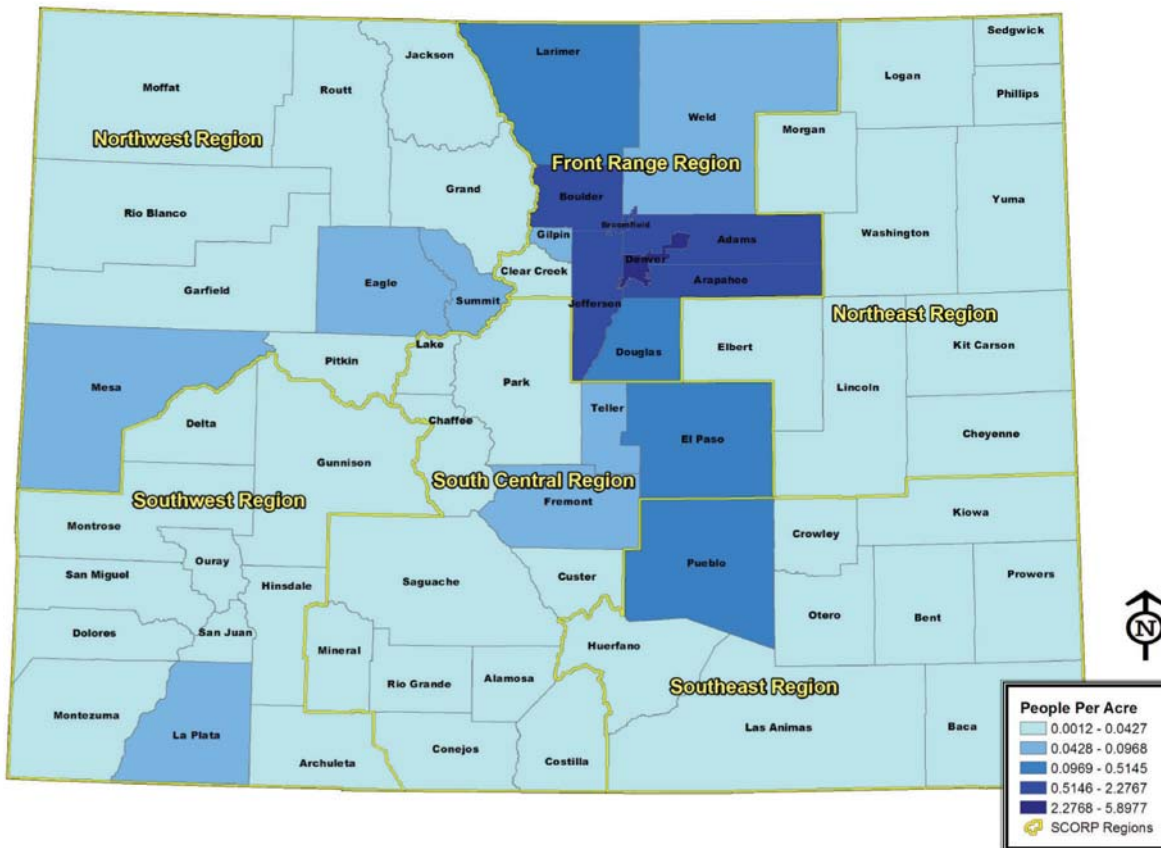 Sedgwick
Jackson
Larimer
Logan
Moffat
Routt
Phillips
Weld
Morgan
Northwest Region
Front Range Region
Grand
Boulder
Yuma
Rio Blanco
Broomfield
Gilpin
Adams
Washington
Denver
Clear Creek
Eagle
Arapahoe
Garfield
Summit
Jefferson
Northeast Region
Lake
Douglas
Elbert
Kit Carson
Pitkin
Park
Mesa
Lincoln
Teller
Chaffee
Delta
El Paso
Cheyenne
Gunnison
South Central Region
Southwest Region
Fremont
Kiowa
Montrose
Crowley
Ouray
Pueblo
San Miguel
Hinsdale
Saguache
Custer
Prowers
Otero
Bent
Dolores
San Juan
Huerfano
Mineral
Alamosa
Rio Grande
Southeast Region
Montezuma
La Plata
Las Animas
Baca
Conejos
Costilla
Archuleta
N
People Per Acre
0.0012 - 0.0427
0.0428 - 0.0968
0.0969 - 0.5145
0.5146 - 2.2767
2.2768 - 5.8977
SCORP Regions